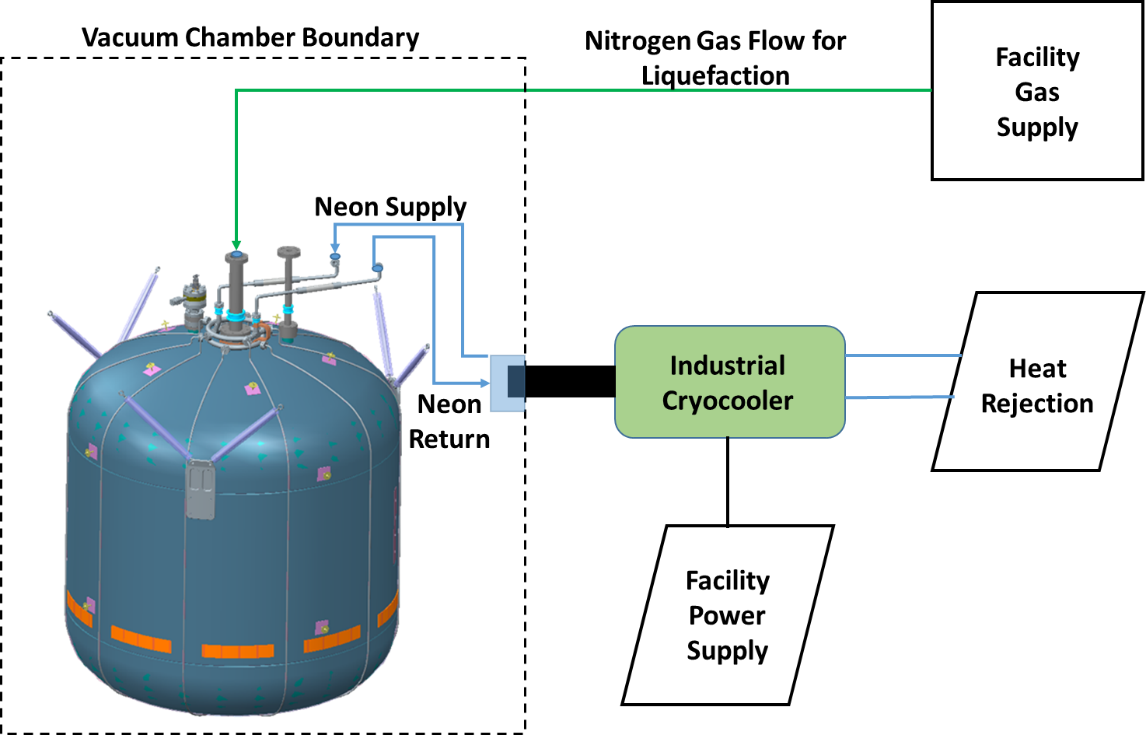 Vacuum Chamber Boundary
Nitrogen Gas Flow for
Liquefaction
Facility
Gas
Supply
Neon Supply
Neon
Return
Industrial
Cryocooler
Heat
Rejection
Facility
Power
Supply